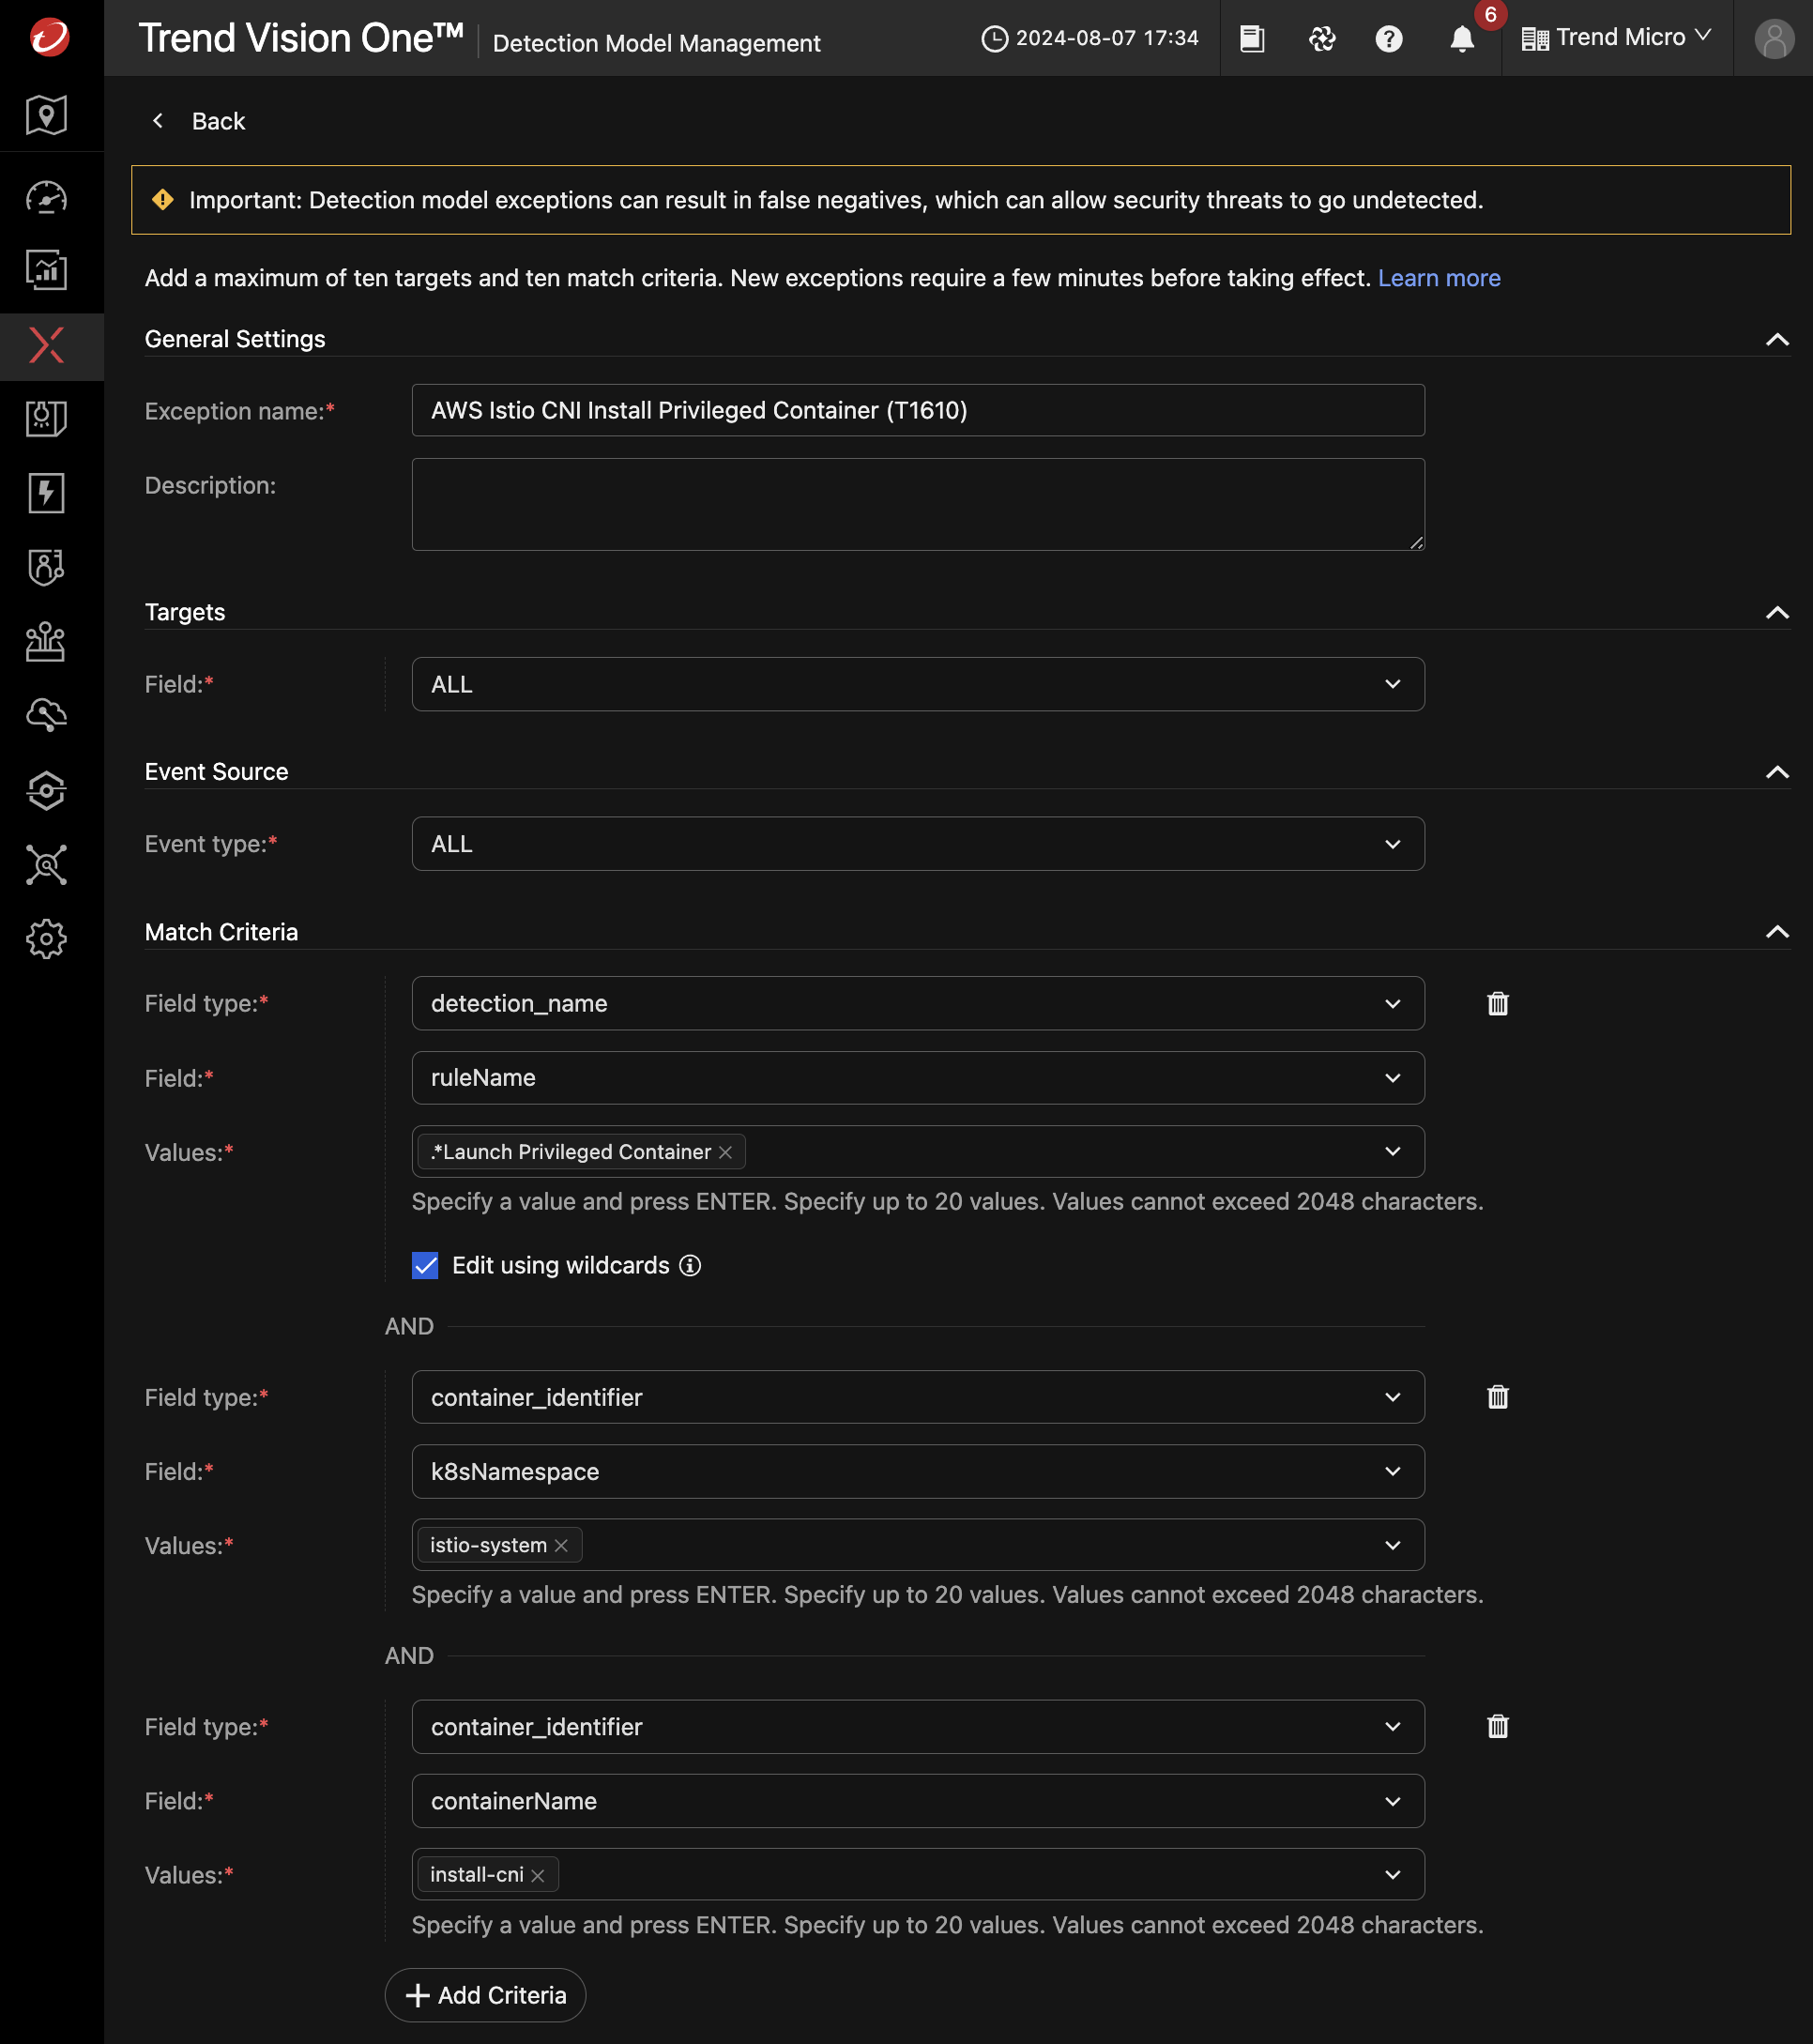 Trend Vision One™ Detection Model Management 2024-08-07 17:34 6 Trend Micro
Back
Important: Detection model exceptions can result in false negatives, which can allow security threats to go undetected.
Add a maximum of ten targets and ten match criteria. New exceptions require a few minutes before taking effect. Learn more
General Settings
Exception name:* AWS Istio CNI Install Privileged Container (T1610)
Description:
Targets
Field:* ALL
Event Source
Event type:* ALL
Match Criteria
Field type:* detection_name
Field:* ruleName
Values:* .*Launch Privileged Container
Specify a value and press ENTER. Specify up to 20 values. Values cannot exceed 2048 characters.
Edit using wildcards
AND
Field type:* container_identifier
Field:* k8sNamespace
Values:* istio-system
Specify a value and press ENTER. Specify up to 20 values. Values cannot exceed 2048 characters.
AND
Field type:* container_identifier
Field:* containerName
Values:* install-cni
Specify a value and press ENTER. Specify up to 20 values. Values cannot exceed 2048 characters.
Add Criteria